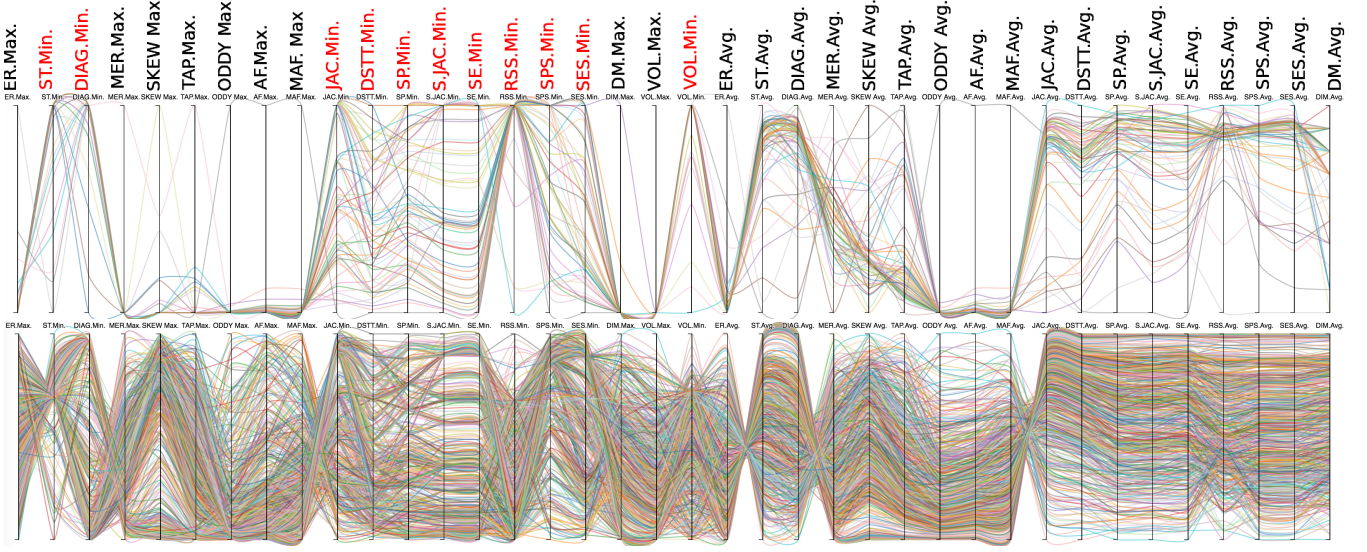 ER.Max. ST.Min. DIAG.Min. MER.Max. SKEW Max TAP.Max. ODDY Max AF.Max. MAF. Max JAC.Min. DSTT.Min. SP.Min. S.JAC.Min. SE.Min RSS.Min. SPS.Min. SES.Min. DM.Max. VOL.Max. VOL.Min. ER.Avg. ST.Avg. DIAG.Avg. MER.Avg. SKEW Avg. TAP.Avg. ODDY Avg. AF.Avg. MAF.Avg. JAC.Avg. DSTT.Avg. SP.Avg. S.JAC.Avg. SE.Avg. RSS.Avg. SPS.Avg. SES.Avg. DM.Avg.
ER.Max. ST.Min. DIAG.Min. MER.Max. SKEW Max. TAP.Max. ODDY Max. AF.Max. MAF.Max. JAC.Min. DSTT.Min. SP.Min. S.JAC.Min. SE.Min. RSS.Min. SPS.Min. SES.Min. DIM.Max. VOL.Max. VOL.Min. ER.Avg. ST.Avg. DIAG.Avg. MER.Avg. SKEW Avg. TAP.Avg. ODDY Avg. AF.Avg. MAF.Avg. JAC.Avg. DSTT.Avg. SP.Avg. S.JAC.Avg. SE.Avg. RSS.Avg. SPS.Avg. SES.Avg. DIM.Avg.
ER.Max. ST.Min. DIAG.Min. MER.Max. SKEW Max. TAP.Max. ODDY Max. AF.Max. MAF.Max. JAC.Min. DSTT.Min. SP.Min. S.JAC.Min. SE.Min. RSS.Min. SPS.Min. SES.Min. DIM.Max. VOL.Max. VOL.Min. ER.Avg. ST.Avg. DIAG.Avg. MER.Avg. SKEW Avg. TAP.Avg. ODDY Avg. AF.Avg. MAF.Avg. JAC.Avg. DSTT.Avg. SP.Avg. S.JAC.Avg. SE.Avg. RSS.Avg. SPS.Avg. SES.Avg. DIM.Avg.